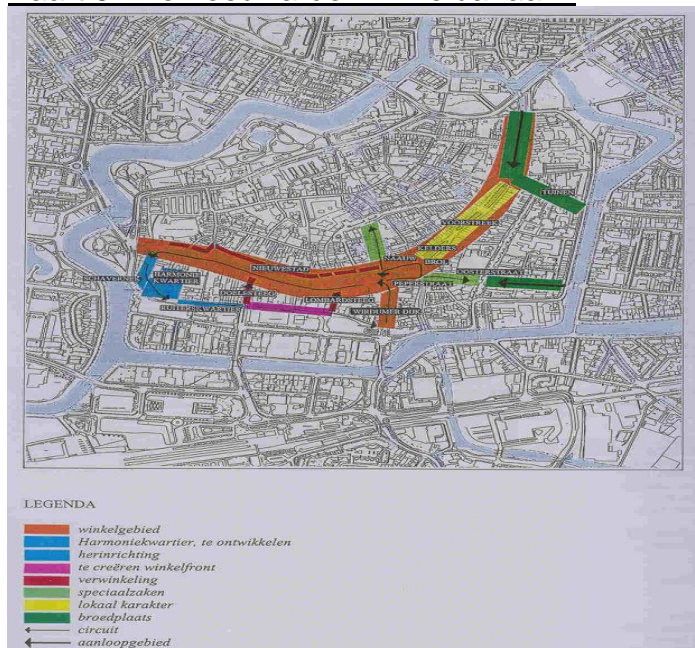 TUINEN
VOORSTREEK
KELDERS
NAAUW
BROL
OOSTERSTRAAT
PEPERSTRAAT
NIEUWESTAD
SCHAVERNEK
HARMONIE
KWARTIER
DOELESTEEG
LOMBARDSTEEG
RUITERSKWARTIER
WIRDUMER DIJK
LEGENDA
winkelgebied
Harmoniekwartier, te ontwikkelen
herinrichting
te creëren winkelfront
verwinkeling
speciaalzaken
lokaal karakter
broedplaats
circuit
aanloopgebied